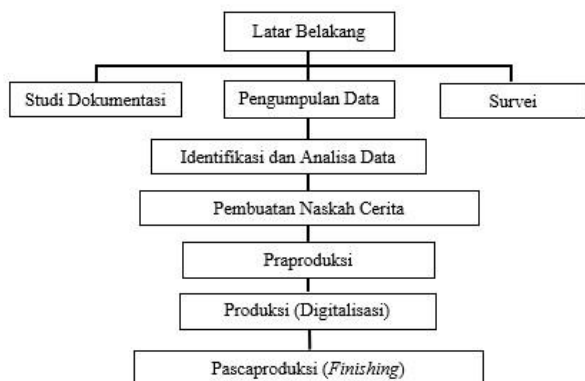 Latar Belakang
Studi Dokumentasi
Pengumpulan Data
Survei
Identifikasi dan Analisa Data
Pembuatan Naskah Cerita
Praproduksi
Produksi (Digitalisasi)
Pascaproduksi (Finishing)